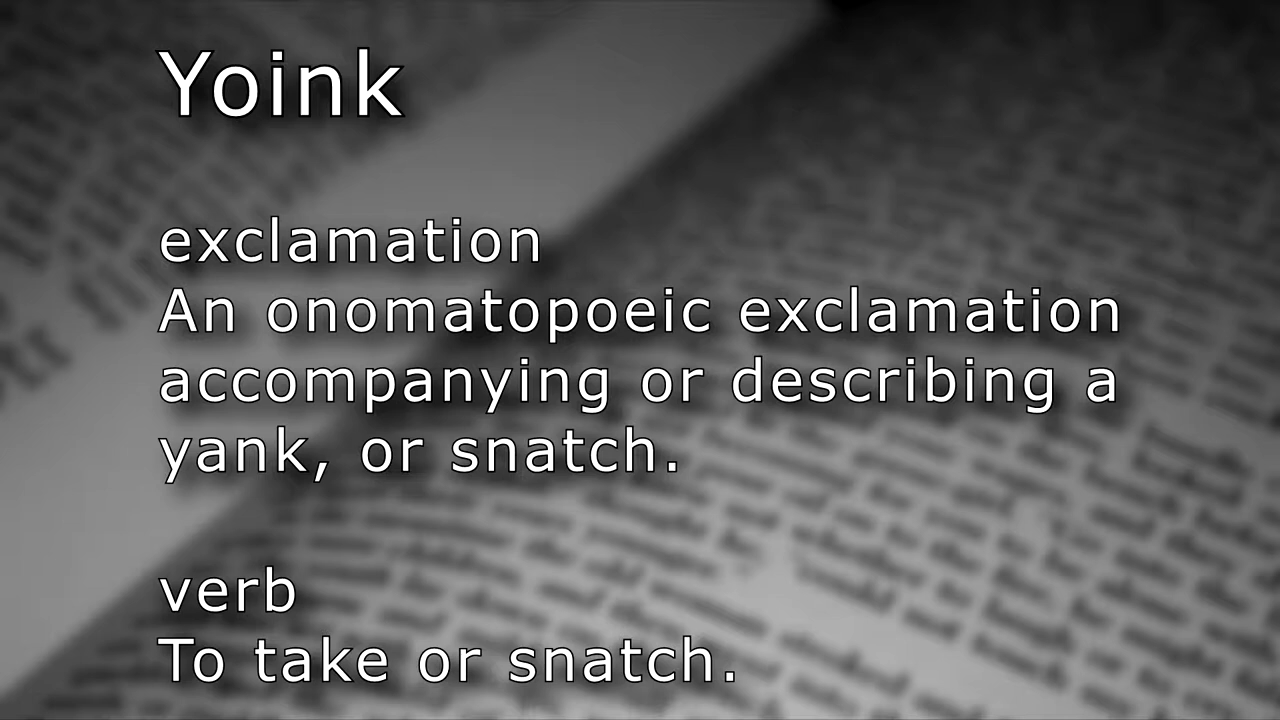 Yoink
exclamation
An onomatopoeic exclamation
accompanying or describing a
yank, or snatch.
verb
To take or snatch.